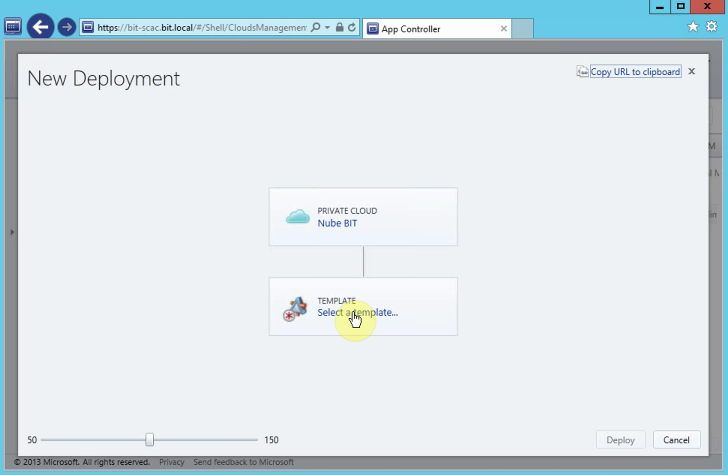 https://bit-scac.bit.local/#/Shell/CloudsManagemen
App Controller
New Deployment
Copy URL to clipboard
PRIVATE CLOUD
Nube BIT
TEMPLATE
Select a template...
50
150
Deploy
Cancel
© 2013 Microsoft. All rights reserved. Privacy Send feedback to Microsoft